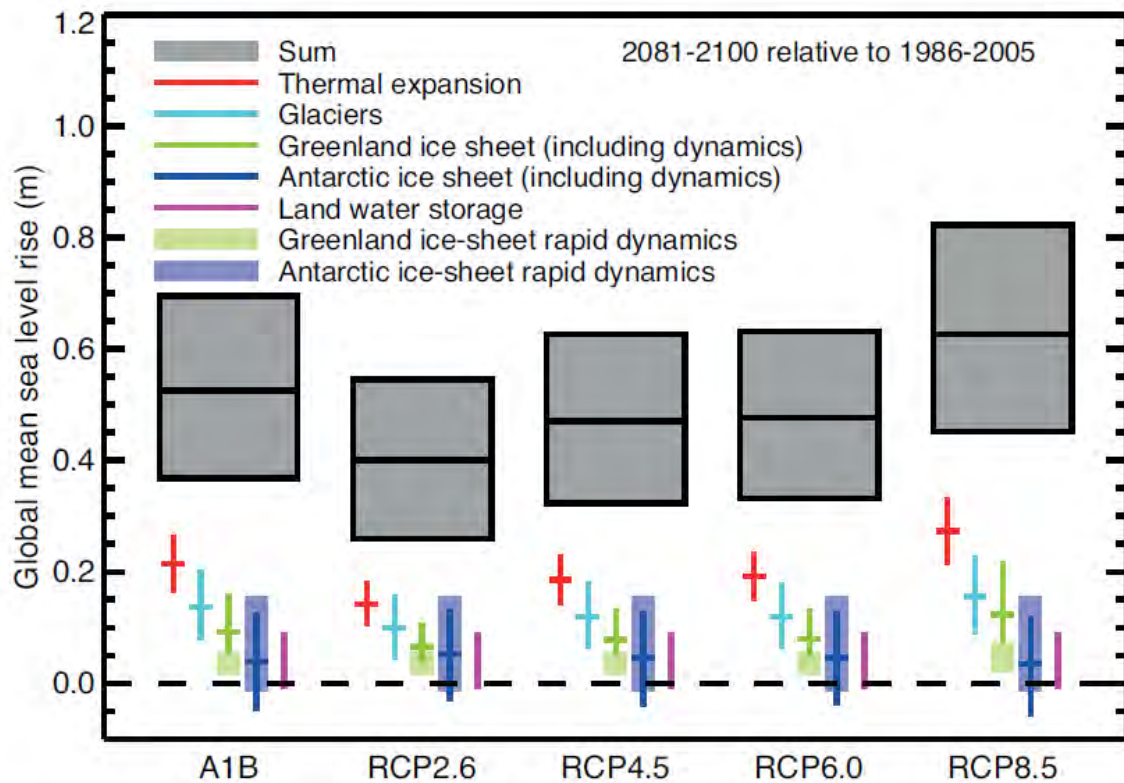 1.2
Sum
2081-2100 relative to 1986-2005
Thermal expansion
Glaciers
1.0
Greenland ice sheet (including dynamics)
Antarctic ice sheet (including dynamics)
Land water storage
Greenland ice-sheet rapid dynamics
0.8
Antarctic ice-sheet rapid dynamics
Global mean sea level rise (m)
0.6
0.4
0.2
0.0
A1B RCP2.6 RCP4.5 RCP6.0 RCP8.5